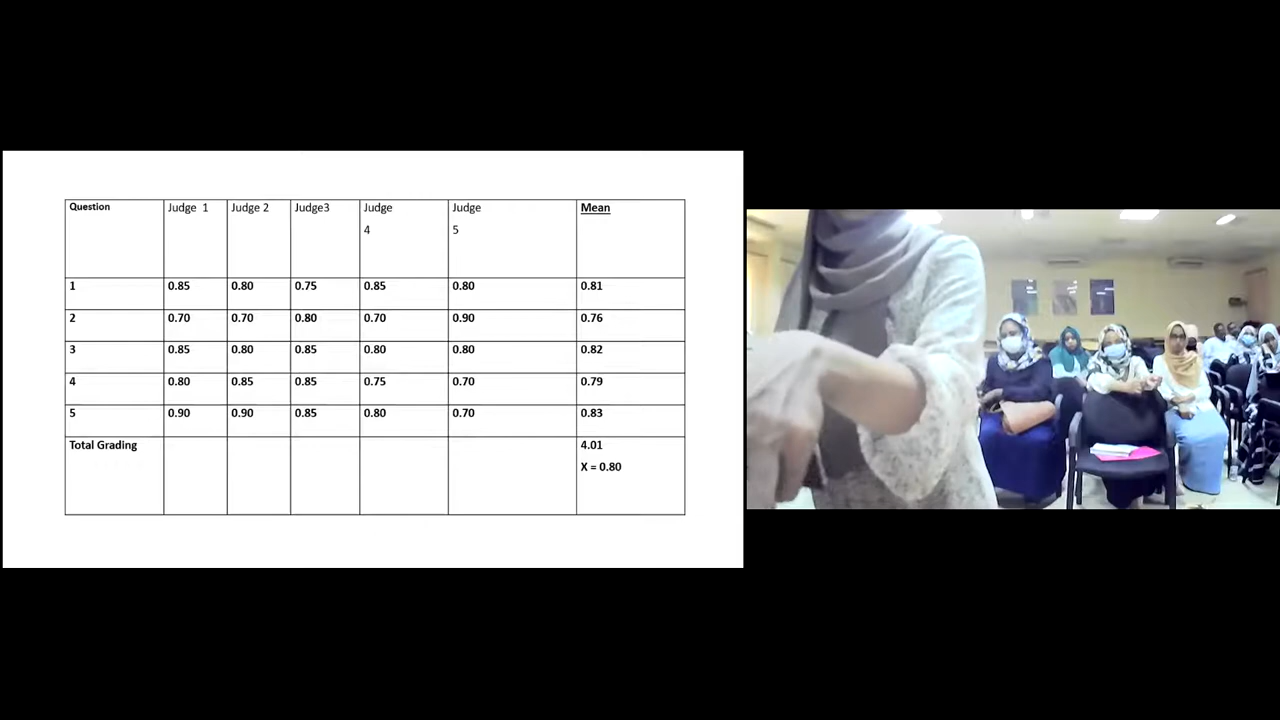 Question Judge 1 Judge 2 Judge3 Judge Judge Mean
4 5
1 0.85 0.80 0.75 0.85 0.80 0.81
2 0.70 0.70 0.80 0.70 0.90 0.76
3 0.85 0.80 0.85 0.80 0.80 0.82
4 0.80 0.85 0.85 0.75 0.70 0.79
5 0.90 0.90 0.85 0.80 0.70 0.83
Total Grading 4.01
X = 0.80